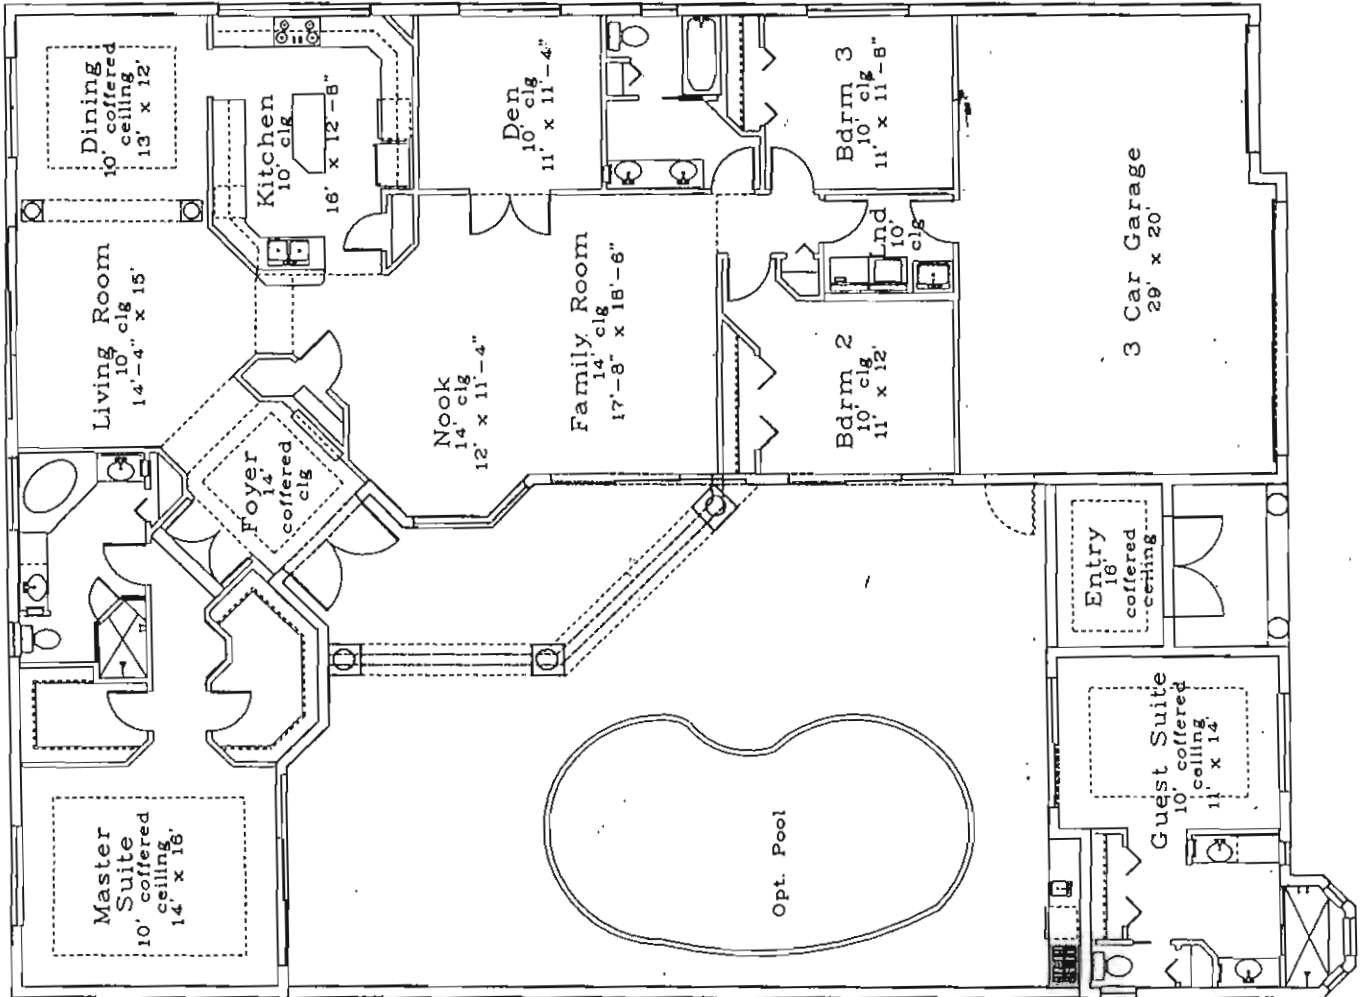 Dining
10' coffered
ceiling
13' x 12'
Kitchen
10' clg
16' x 12'-8"
Den
10' clg
11' x 11'-4"
Bdrm 3
10' clg
11' x 11'-8"
Living Room
10' clg
14'-4" x 15'
Nook
14' clg
12' x 11'-4"
Family Room
14' clg
17'-8" x 18'-6"
Lnd
10'
clg
Bdrm 2
10' clg
11' x 12'
3 Car Garage
29' x 20'
Foyer
14'
coffered
clg
Entry
16'
coffered
ceiling
Master
Suite
10' coffered
ceiling
14' x 16'
Opt. Pool
Guest Suite
10' coffered
ceiling
11' x 14'